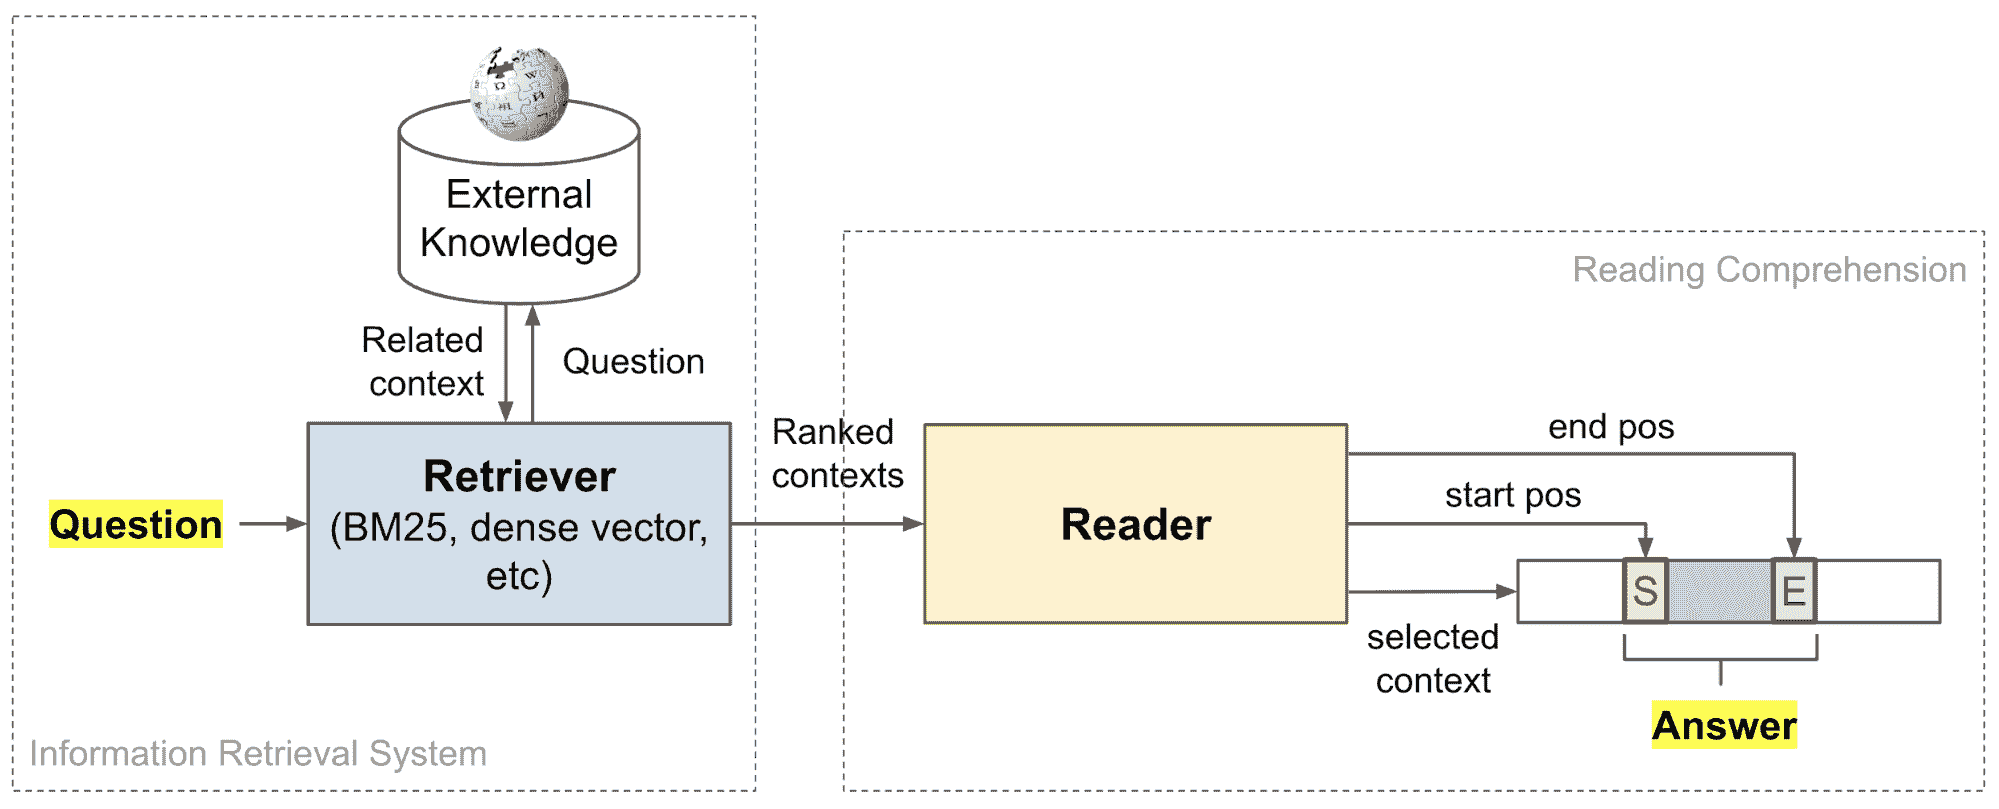 External
Knowledge
Related
context
Question
Question
Retriever
(BM25, dense vector,
etc)
Information Retrieval System
Ranked
contexts
Reading Comprehension
Reader
end pos
start pos
selected
context
S
E
Answer